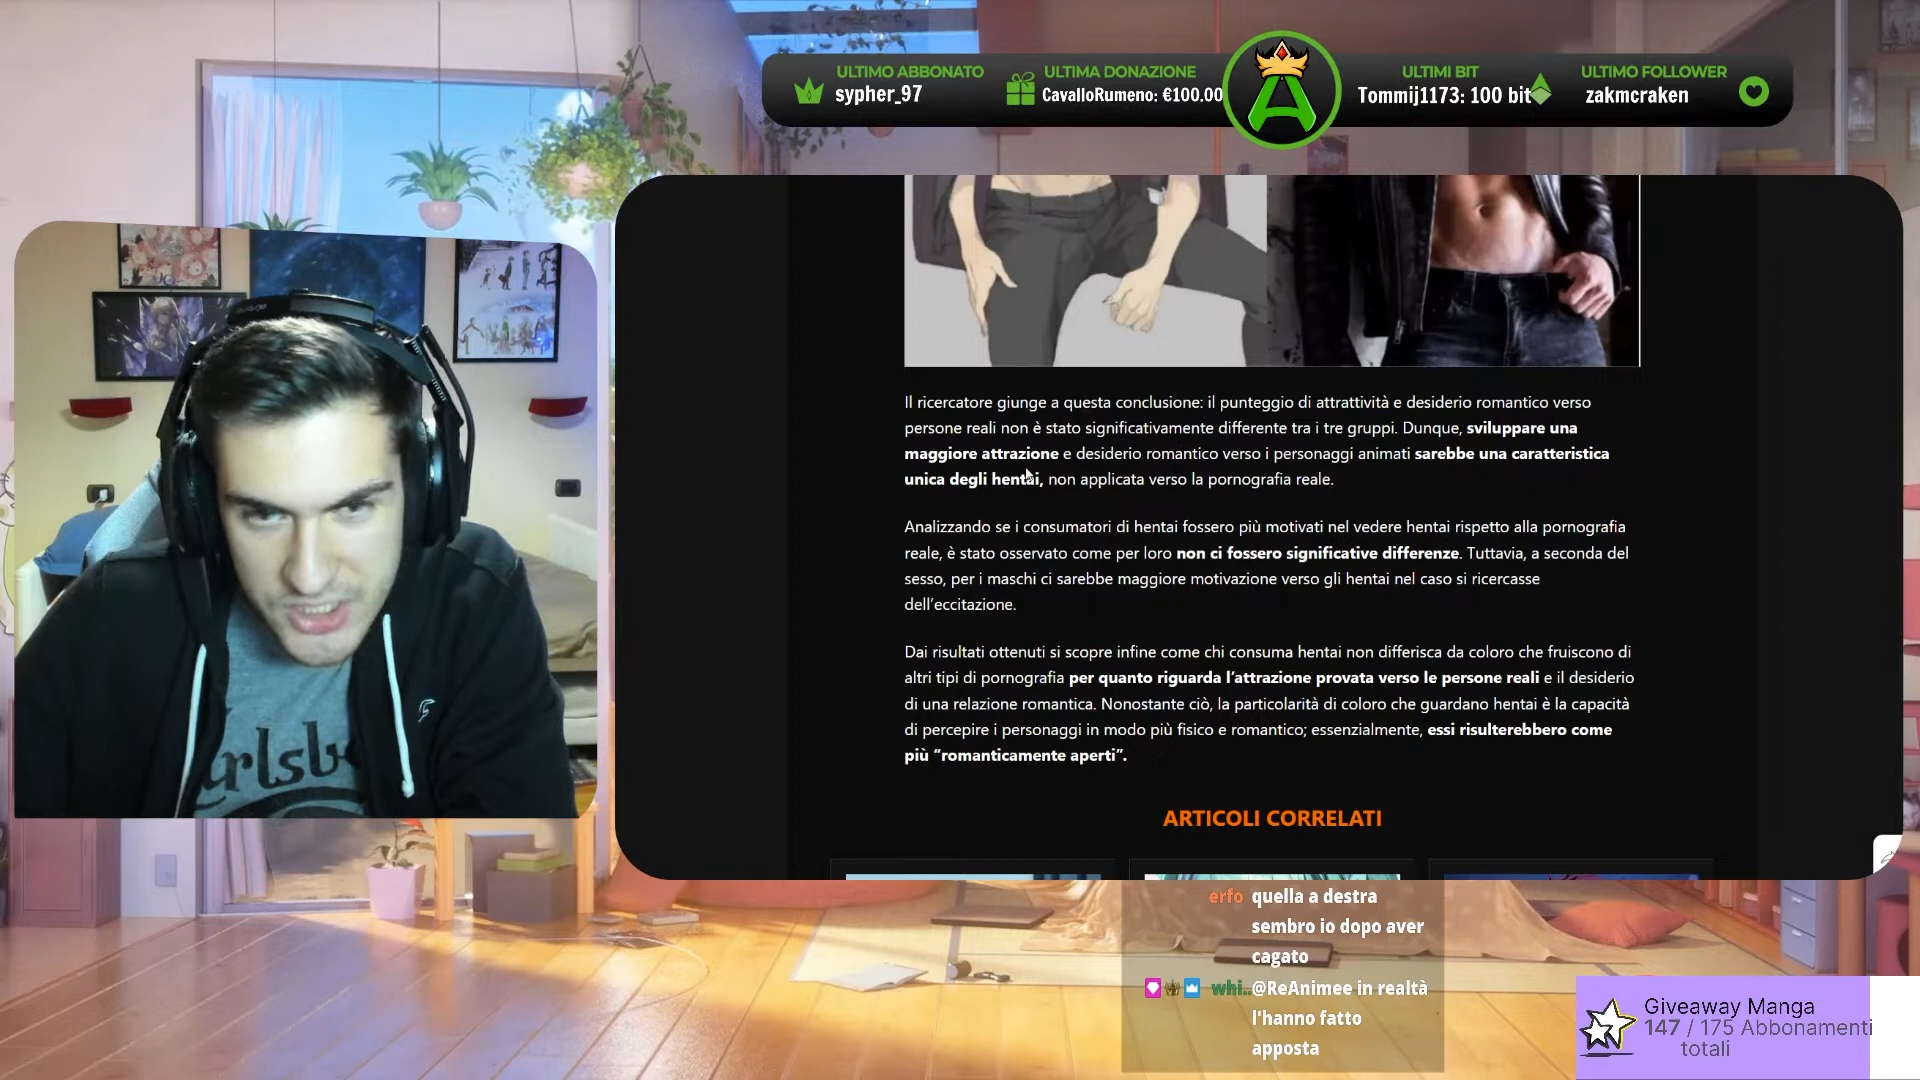 ULTIMO ABBONATO
sypher_97
ULTIMA DONAZIONE
CavalloRumeno: €100.00
A
ULTIMI BIT
Tommij1173: 100 bit
ULTIMO FOLLOWER
zakmcraken
Il ricercatore giunge a questa conclusione: il punteggio di attrattività e desiderio romantico verso
persone reali non è stato significativamente differente tra i tre gruppi. Dunque, sviluppare una
maggiore attrazione e desiderio romantico verso i personaggi animati sarebbe una caratteristica
unica degli hentai, non applicata verso la pornografia reale.
Analizzando se i consumatori di hentai fossero più motivati nel vedere hentai rispetto alla pornografia
reale, è stato osservato come per loro non ci fossero significative differenze. Tuttavia, a seconda del
sesso, per i maschi ci sarebbe maggiore motivazione verso gli hentai nel caso si ricercasse
dell'eccitazione.
Dai risultati ottenuti si scopre infine come chi consuma hentai non differisca da coloro che fruiscono di
altri tipi di pornografia per quanto riguarda l'attrazione provata verso le persone reali e il desiderio
di una relazione romantica. Nonostante ciò, la particolarità di coloro che guardano hentai è la capacità
di percepire i personaggi in modo più fisico e romantico; essenzialmente, essi risulterebbero come
più “romanticamente aperti”.
ARTICOLI CORRELATI
erfo quella a destra
sembro io dopo aver
cagato
whi..@ReAnimee in realtà
l'hanno fatto
apposta
Giveaway Manga
147 / 175 Abbonamenti
totali